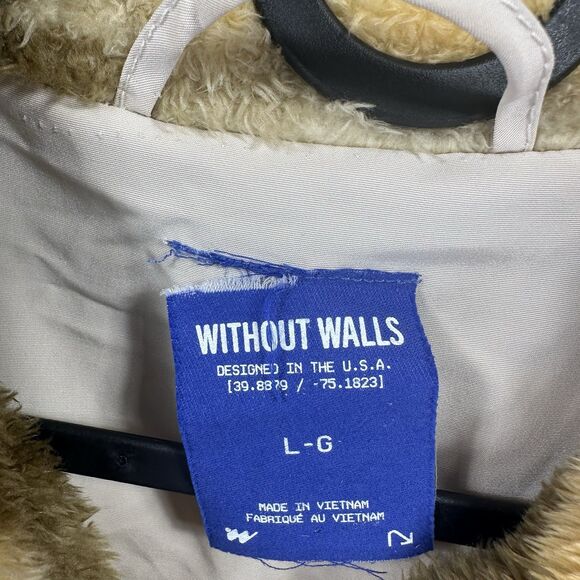 WITHOUT WALLS
DESIGNED IN THE U.S.A.
[39.8879 / -75.1823]
L-G
MADE IN VIETNAM
FABRIQUÉ AU VIETNAM